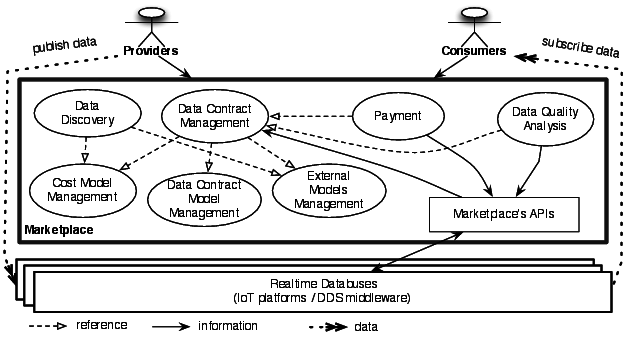 publish data
Providers
Consumers
subscribe data
Data
Discovery
Data Contract
Management
Payment
Data Quality
Analysis
Cost Model
Management
Data Contract
Model
Management
External
Models
Management
Marketplace's APIs
Marketplace
Realtime Databuses
(IoT platforms / DDS middleware)
reference
information
data